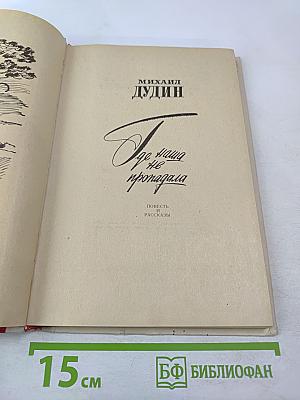 МИХАИЛ
ДУДИН
Где наша
не
пропадала
ПОВЕСТЬ
И
РАССКАЗЫ
15 см
БФ БИБЛИОФАН